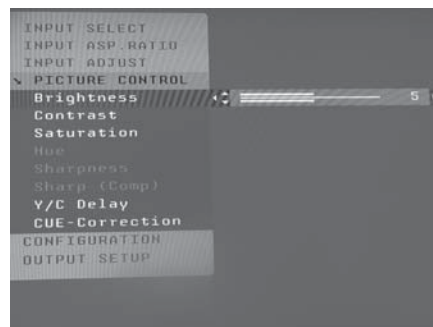 INPUT SELECT
INPUT ASP.RATIO
INPUT ADJUST
PICTURE CONTROL
Brightness 5
Contrast
Saturation
Hue
Sharpness
Sharp (Comp)
Y/C Delay
CUE-Correction
CONFIGURATION
OUTPUT SETUP